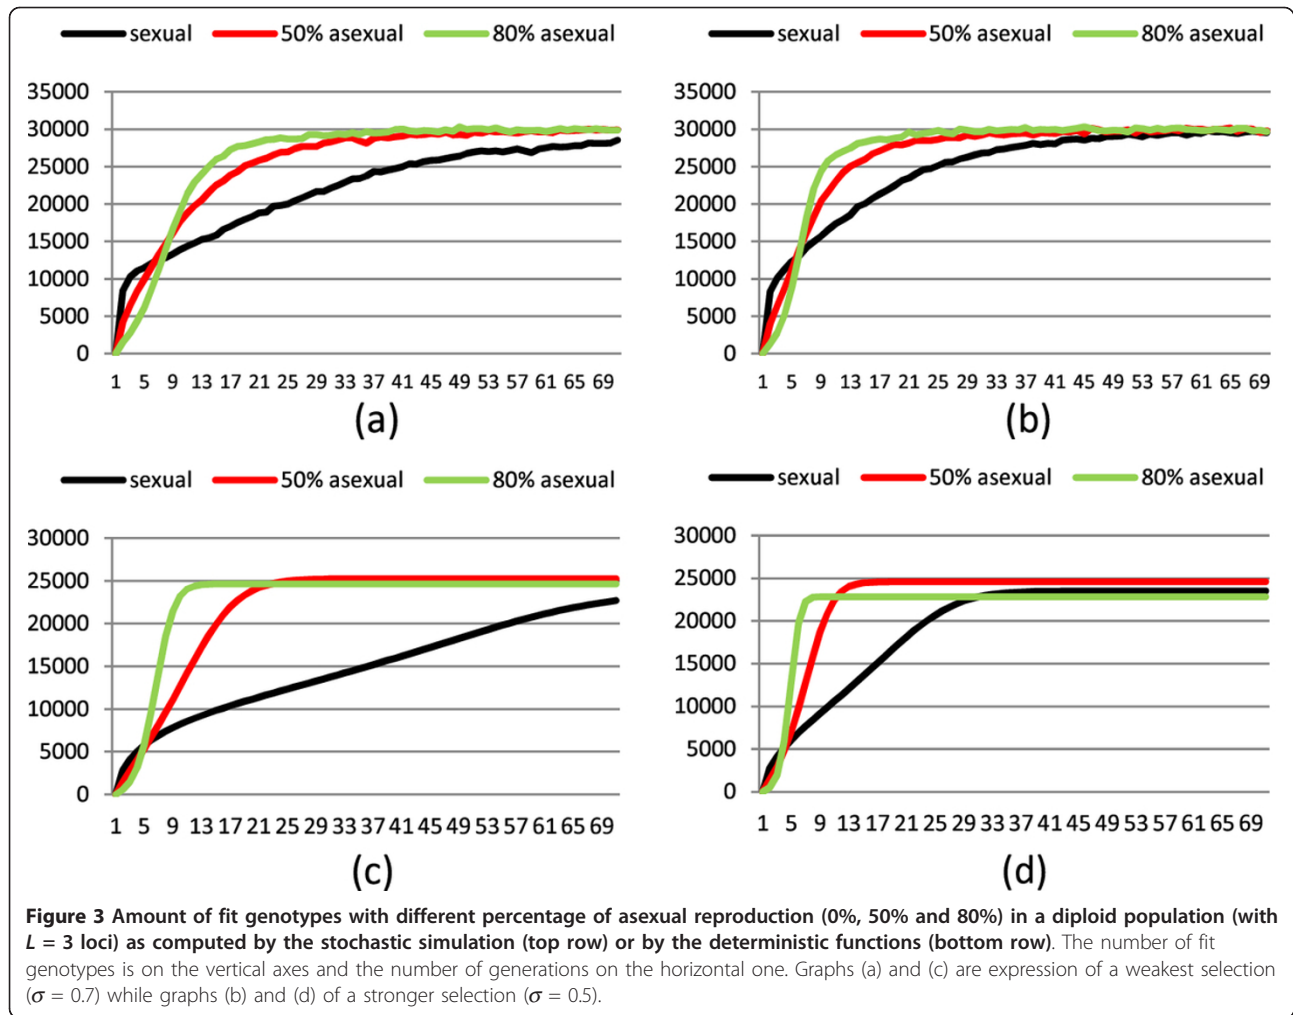 sexual 50% asexual 80% asexual
35000
30000
25000
20000
15000
10000
5000
0
1 5 9 13 17 21 25 29 33 37 41 45 49 53 57 61 65 69
(a)
sexual 50% asexual 80% asexual
35000
30000
25000
20000
15000
10000
5000
0
1 5 9 13 17 21 25 29 33 37 41 45 49 53 57 61 65 69
(b)
sexual 50% asexual 80% asexual
30000
25000
20000
15000
10000
5000
0
1 5 9 13 17 21 25 29 33 37 41 45 49 53 57 61 65 69
(c)
sexual 50% asexual 80% asexual
30000
25000
20000
15000
10000
5000
0
1 5 9 13 17 21 25 29 33 37 41 45 49 53 57 61 65 69
(d)
Figure 3 Amount of fit genotypes with different percentage of asexual reproduction (0%, 50% and 80%) in a diploid population (with
L = 3 loci) as computed by the stochastic simulation (top row) or by the deterministic functions (bottom row). The number of fit
genotypes is on the vertical axes and the number of generations on the horizontal one. Graphs (a) and (c) are expression of a weakest selection
(σ = 0.7) while graphs (b) and (d) of a stronger selection (σ = 0.5).